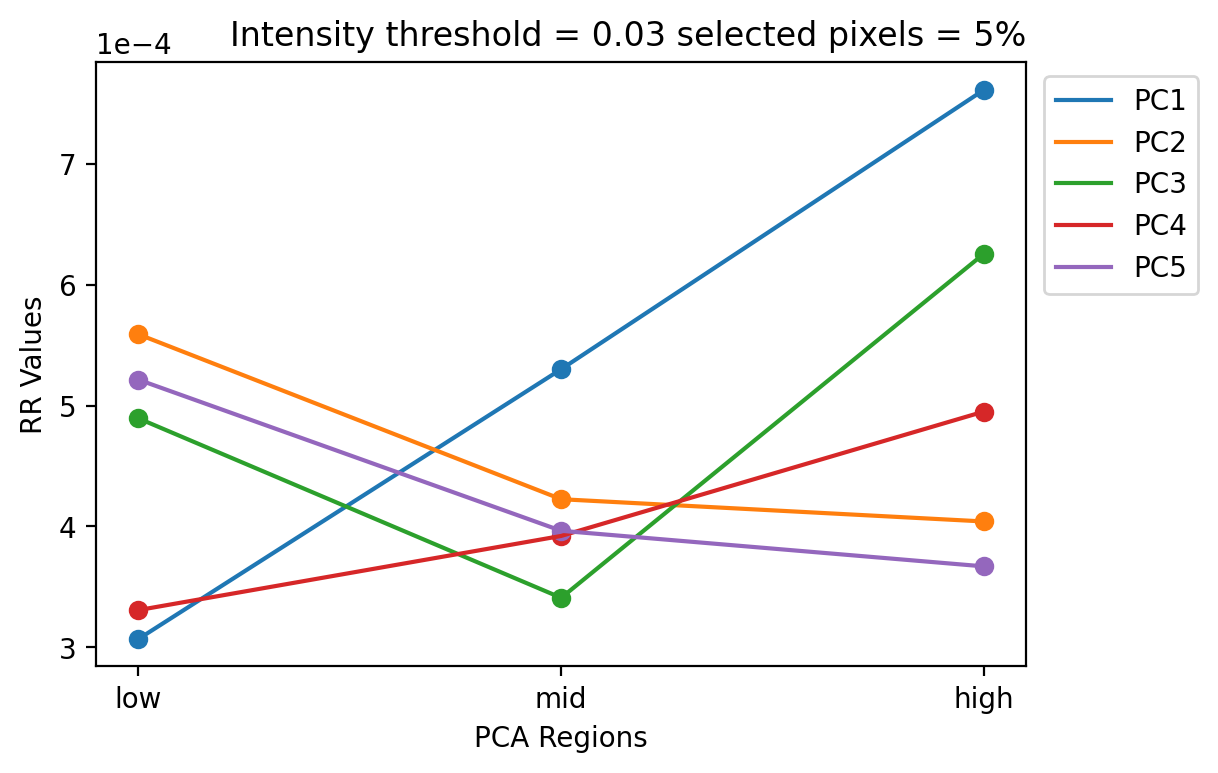 Intensity threshold = 0.03 selected pixels = 5%
1e−4
7
6
5
4
3
RR Values
low
mid
high
PCA Regions
PC1
PC2
PC3
PC4
PC5